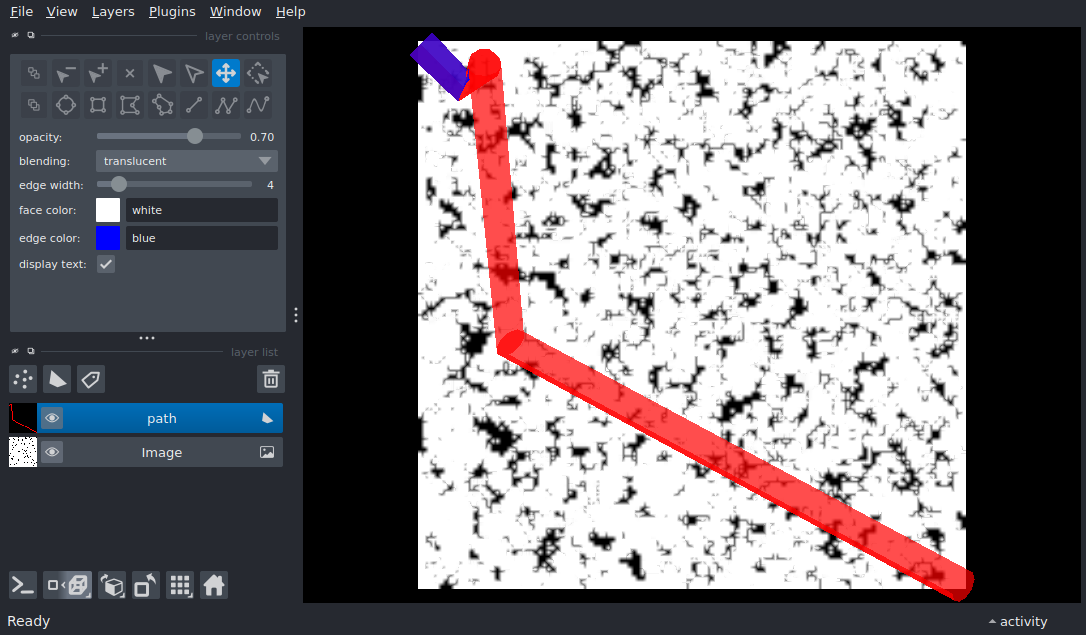 File View Layers Plugins Window Help
layer controls
opacity: 0.70
blending: translucent
edge width: 4
face color: white
edge color: blue
display text:
layer list
path
Image
Ready
activity